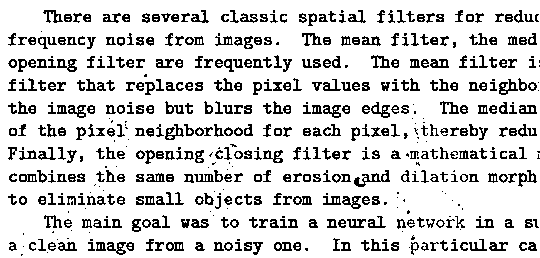 There are several classic spatial filters for reduc
frequency noise from images. The mean filter, the med
opening filter are frequently used. The mean filter is
filter that replaces the pixel values with the neighbo
the image noise but blurs the image edges. The median
of the pixel neighborhood for each pixel, thereby redu
Finally, the opening closing filter is a mathematical
combines the same number of erosion and dilation morph
to eliminate small objects from images.
The main goal was to train a neural network in a su
a clean image from a noisy one. In this particular ca